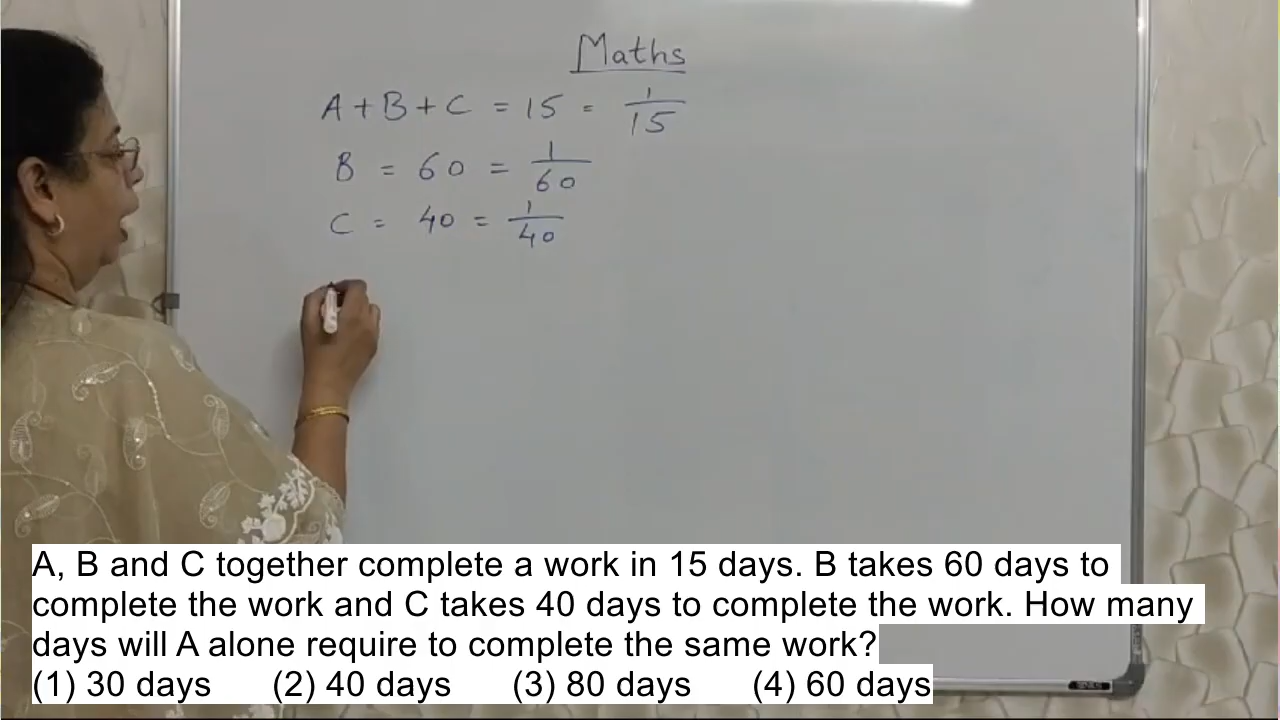 Maths
A + B + C = 15 = 1/15
B = 60 = 1/60
C = 40 = 1/40
A, B and C together complete a work in 15 days. B takes 60 days to
complete the work and C takes 40 days to complete the work. How many
days will A alone require to complete the same work?
(1) 30 days (2) 40 days (3) 80 days (4) 60 days